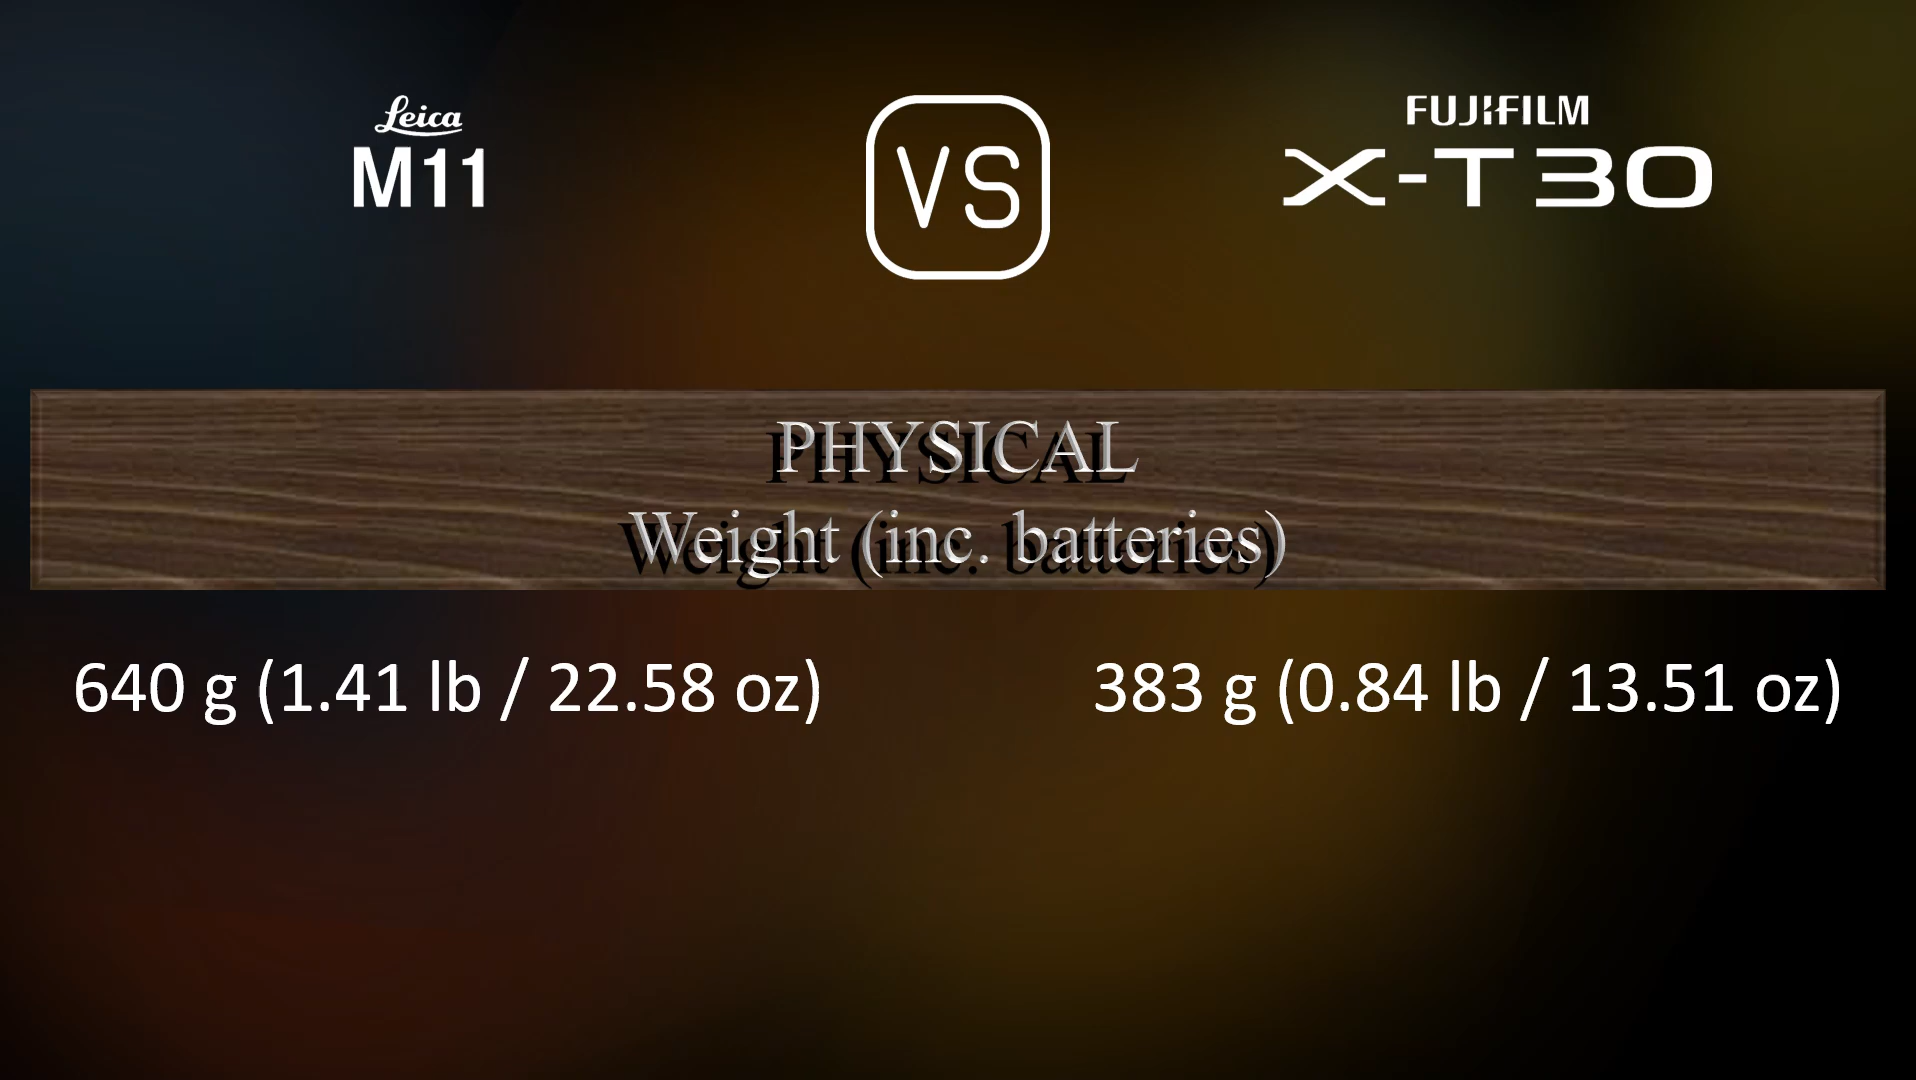 Leica
M11
VS
FUJIFILM
X-T30
PHYSICAL
Weight (inc. batteries)
640 g (1.41 lb / 22.58 oz)
383 g (0.84 lb / 13.51 oz)